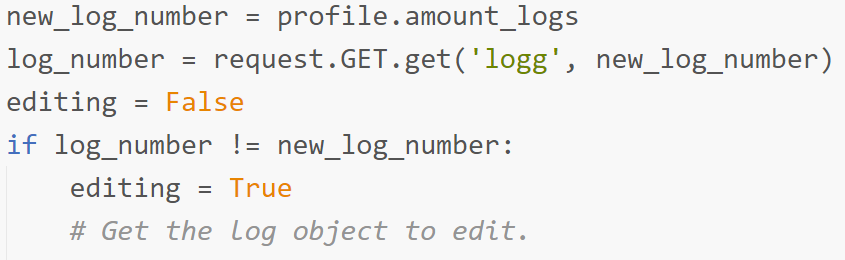 new_log_number = profile.amount_logs
log_number = request.GET.get('logg', new_log_number)
editing = False
if log_number != new_log_number:
    editing = True
    # Get the log object to edit.